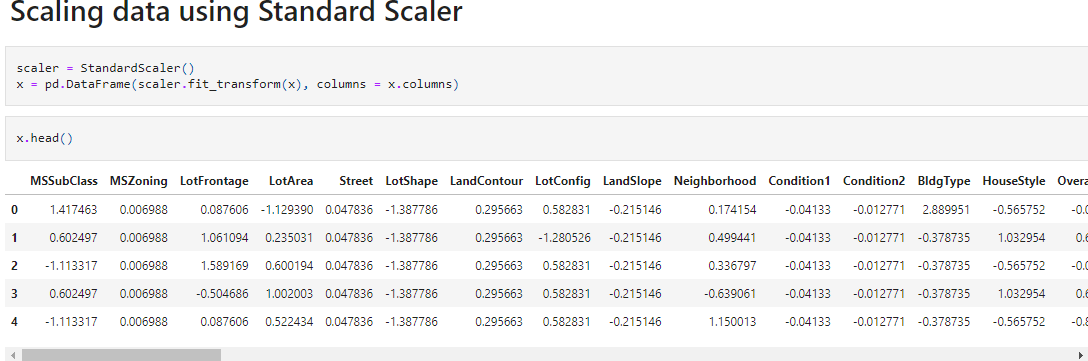 Scaling data using Standard Scaler
scaler = StandardScaler()
x = pd.DataFrame(scaler.fit_transform(x), columns = x.columns)
x.head()
MSSubClass MSZoning LotFrontage LotArea Street LotShape LandContour LotConfig LandSlope Neighborhood Condition1 Condition2 BldgType HouseStyle Overa
0 1.417463 0.006988 0.087606 -1.129390 0.047836 -1.387786 0.295663 0.582831 -0.215146 0.174154 -0.04133 -0.012771 2.889951 -0.565752 -0.
1 0.602497 0.006988 1.061094 0.235031 0.047836 -1.387786 0.295663 -1.280526 -0.215146 0.499441 -0.04133 -0.012771 -0.378735 1.032954 0.
2 -1.113317 0.006988 1.589169 0.600194 0.047836 -1.387786 0.295663 0.582831 -0.215146 0.336797 -0.04133 -0.012771 -0.378735 -0.565752 -0.
3 0.602497 0.006988 -0.504686 1.002003 0.047836 -1.387786 0.295663 0.582831 -0.215146 -0.639061 -0.04133 -0.012771 -0.378735 1.032954 0.
4 -1.113317 0.006988 0.087606 0.522434 0.047836 -1.387786 0.295663 0.582831 -0.215146 1.150013 -0.04133 -0.012771 -0.378735 -0.565752 -0.